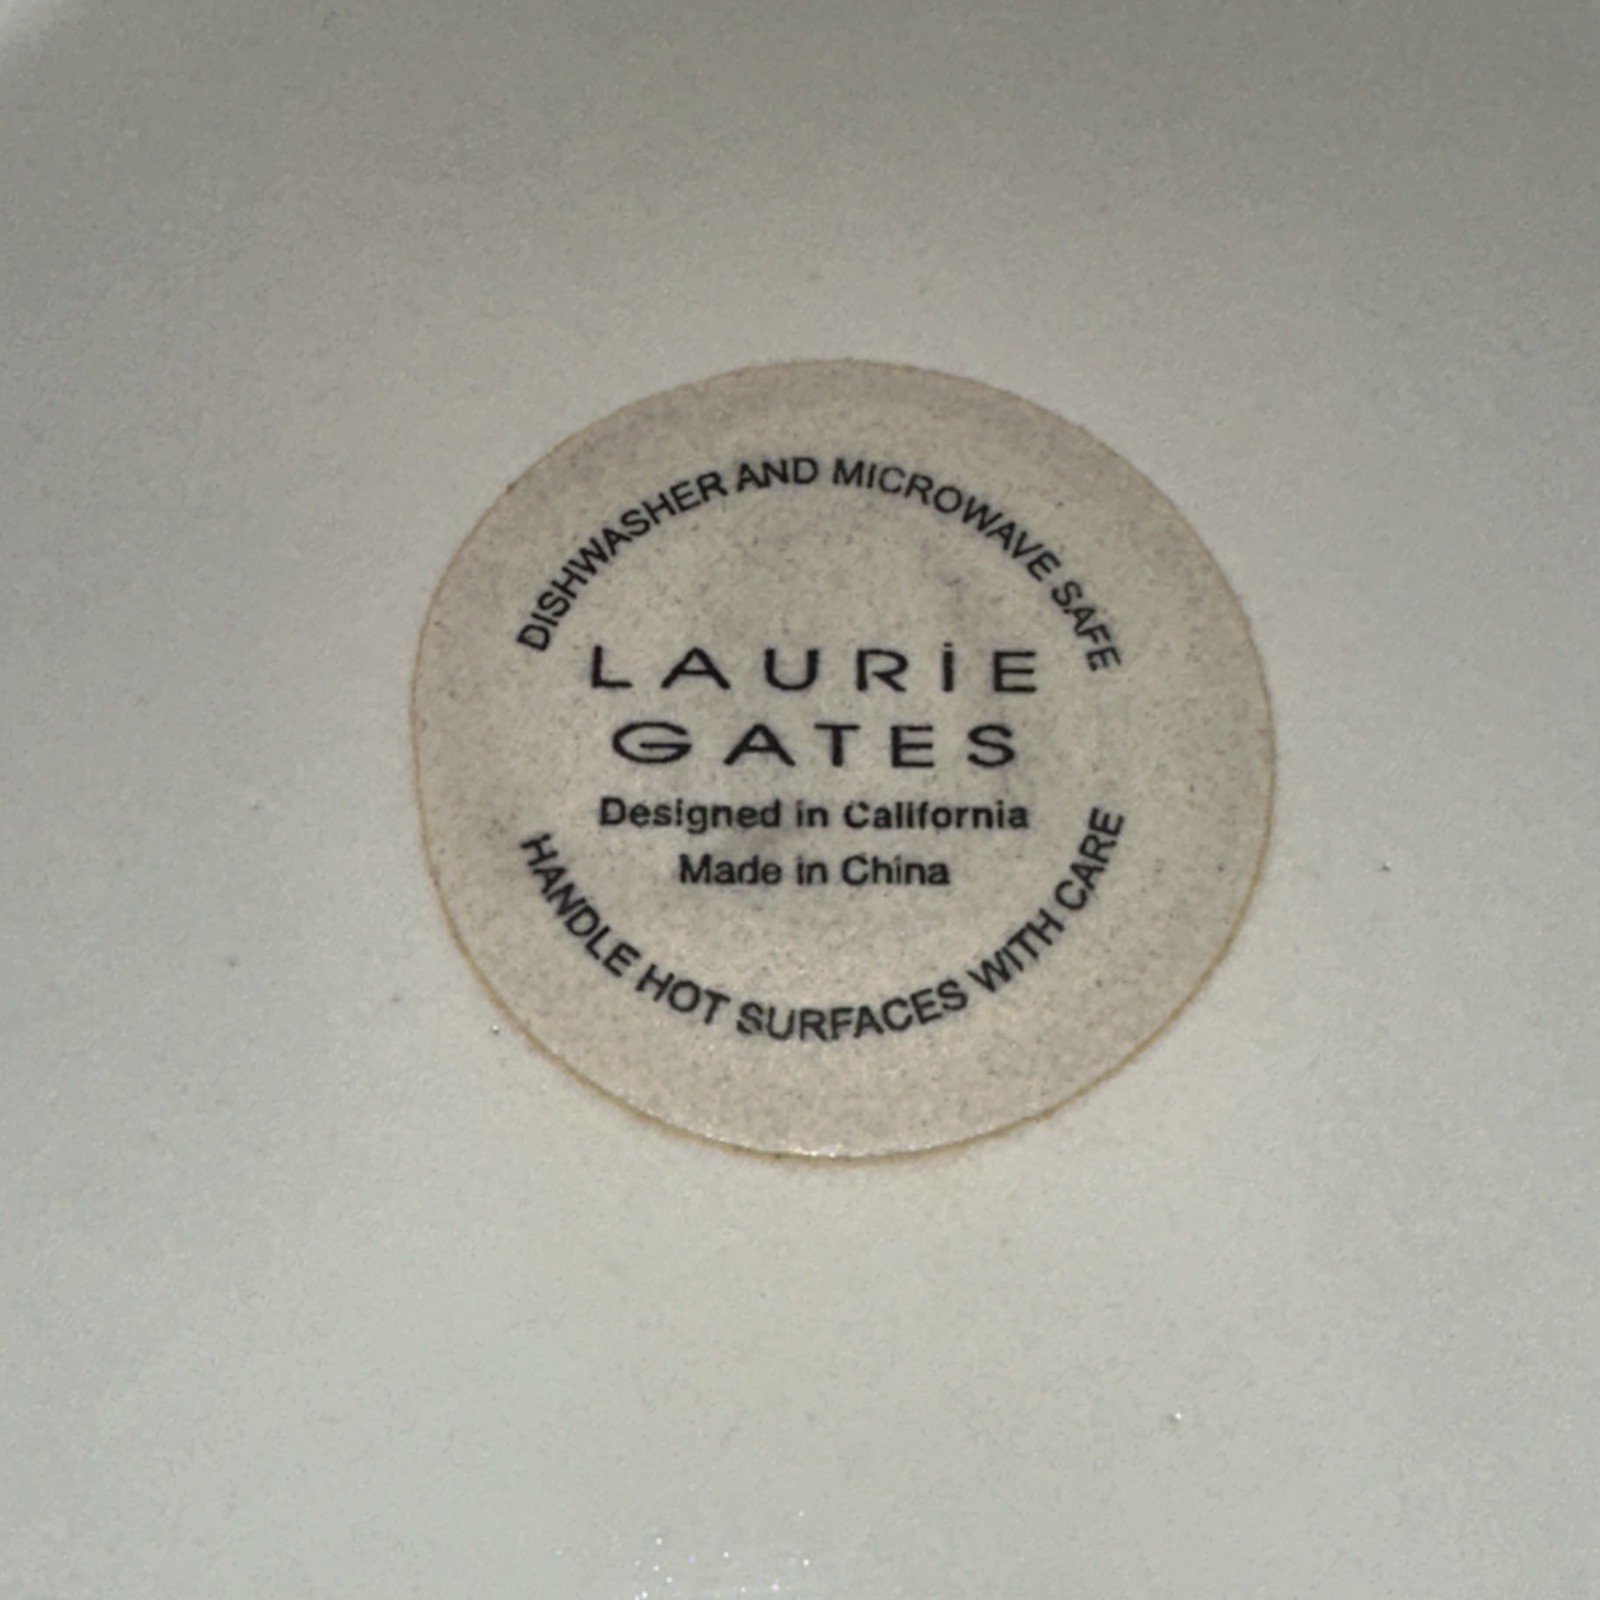 DISHWASHER AND MICROWAVE SAFE
LAURiE
GATES
Designed in California
Made in China
HANDLE HOT SURFACES WITH CARE